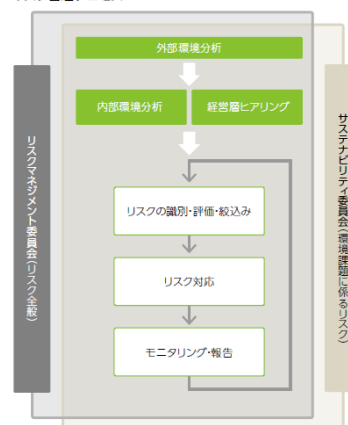 外部環境分析
内部環境分析
経営層ヒアリング
リスクの識別・評価・絞込み
リスク対応
モニタリング・報告
リスクマネジメント委員会(リスク全般)
サステナビリティ委員会(環境課題に係るリスク)